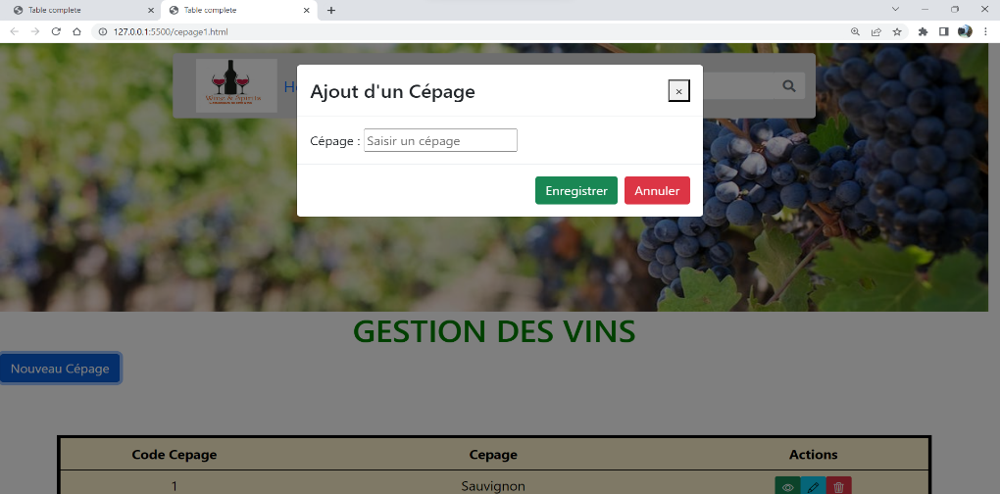 Table complete
Table complete
127.0.0.1:5500/cepage1.html
Ajout d'un Cépage
×
Cépage : Saisir un cépage
Enregistrer Annuler
GESTION DES VINS
Nouveau Cépage
Code Cepage Cepage Actions
1 Sauvignon